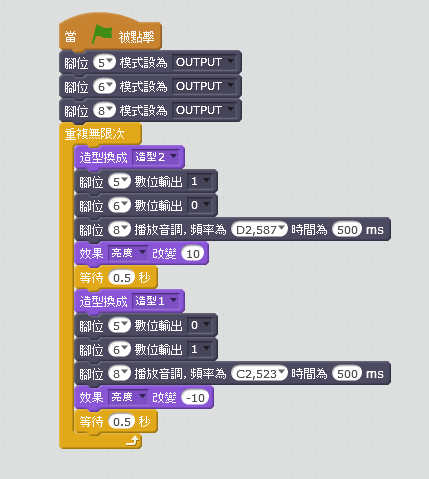 當 被點擊
腳位 5 模式設為 OUTPUT
腳位 6 模式設為 OUTPUT
腳位 8 模式設為 OUTPUT
重複無限次
造型換成 造型2
腳位 5 數位輸出 1
腳位 6 數位輸出 0
腳位 8 播放音調, 頻率為 D2,587 時間為 500 ms
效果 亮度 改變 10
等待 0.5 秒
造型換成 造型1
腳位 5 數位輸出 0
腳位 6 數位輸出 1
腳位 8 播放音調, 頻率為 C2,523 時間為 500 ms
效果 亮度 改變 -10
等待 0.5 秒